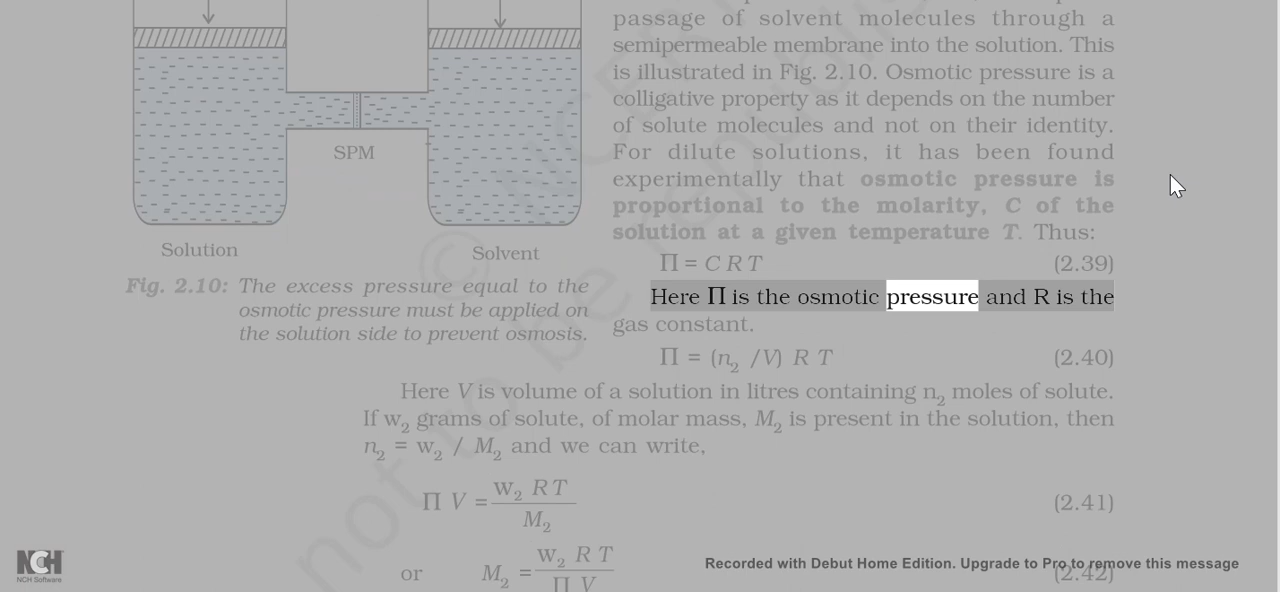 passage of solvent molecules through a
semipermeable membrane into the solution. This
is illustrated in Fig. 2.10. Osmotic pressure is a
colligative property as it depends on the number
of solute molecules and not on their identity.
For dilute solutions, it has been found
experimentally that osmotic pressure is
proportional to the molarity, C of the
solution at a given temperature T. Thus:
Π = C R T (2.39)
Here Π is the osmotic pressure and R is the
gas constant.
SPM
Solution Solvent
Fig. 2.10: The excess pressure equal to the
osmotic pressure must be applied on
the solution side to prevent osmosis.
Π = (n₂ /V) R T (2.40)
Here V is volume of a solution in litres containing n₂ moles of solute.
If w₂ grams of solute, of molar mass, M₂ is present in the solution, then
n₂ = w₂ / M₂ and we can write,
Π V = w₂ R T / M₂ (2.41)
or M₂ = w₂ R T / Π V (2.42)
not to be republished
NCH
NCH Software
Recorded with Debut Home Edition. Upgrade to Pro to remove this message